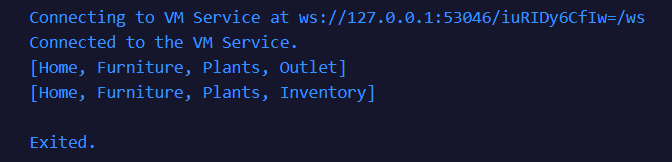 Connecting to VM Service at ws://127.0.0.1:53046/iuRIDy6CfIw=/ws
Connected to the VM Service.
[Home, Furniture, Plants, Outlet]
[Home, Furniture, Plants, Inventory]
Exited.